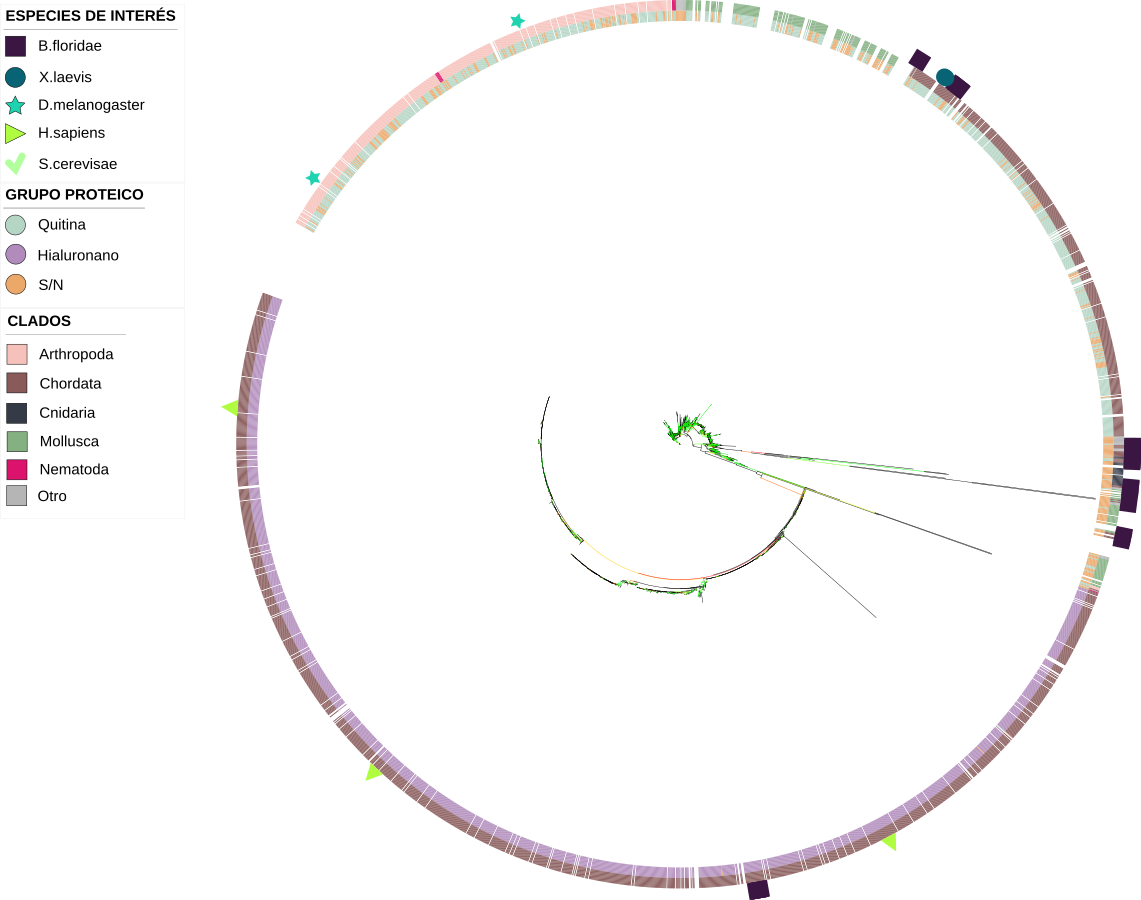 ESPECIES DE INTERÉS
B.floridae
X.laevis
D.melanogaster
H.sapiens
S.cerevisae
GRUPO PROTEICO
Quitina
Hialuronano
S/N
CLADOS
Arthropoda
Chordata
Cnidaria
Mollusca
Nematoda
Otro